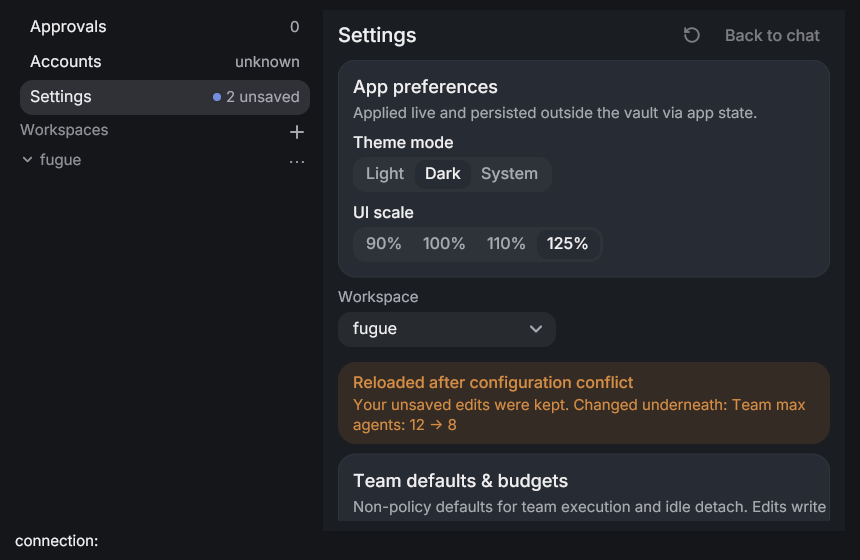 Approvals 0
Accounts unknown
Settings 2 unsaved
Workspaces +
fugue ...
connection:
Settings Back to chat
App preferences
Applied live and persisted outside the vault via app state.
Theme mode
Light Dark System
UI scale
90% 100% 110% 125%
Workspace
fugue
Reloaded after configuration conflict
Your unsaved edits were kept. Changed underneath: Team max
agents: 12 → 8
Team defaults & budgets
Non-policy defaults for team execution and idle detach. Edits write